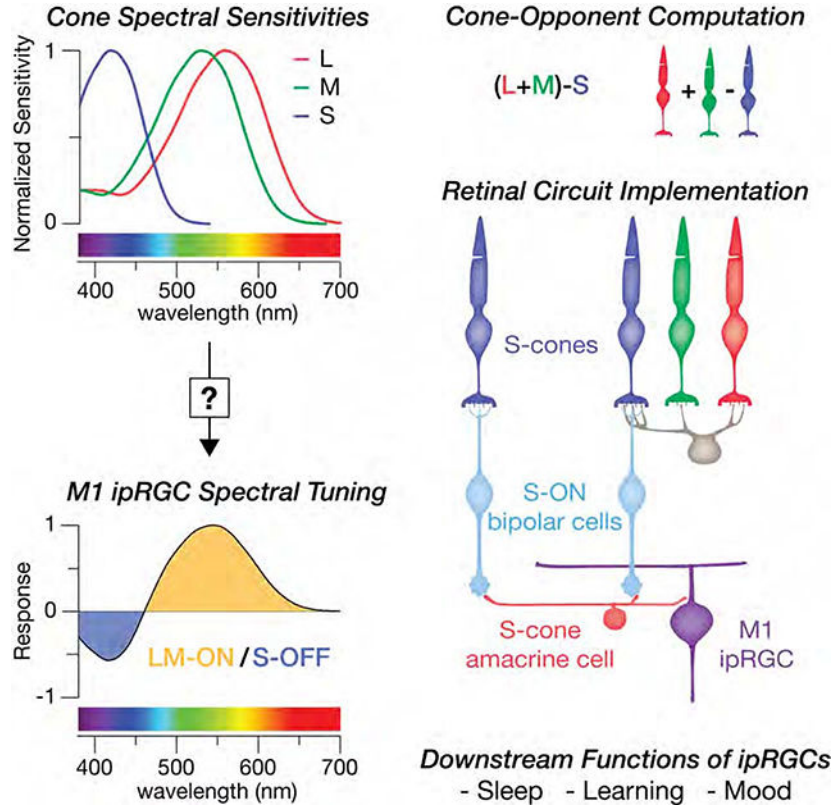 Cone Spectral Sensitivities
Normalized Sensitivity
1
0
L
M
S
400 500 600 700
wavelength (nm)
?
M1 ipRGC Spectral Tuning
Response
1
0
-1
LM-ON / S-OFF
400 500 600 700
wavelength (nm)
Cone-Opponent Computation
(L+M)-S
+ -
Retinal Circuit Implementation
S-cones
S-ON
bipolar cells
S-cone
amacrine cell
M1
ipRGC
Downstream Functions of ipRGCs
- Sleep - Learning - Mood